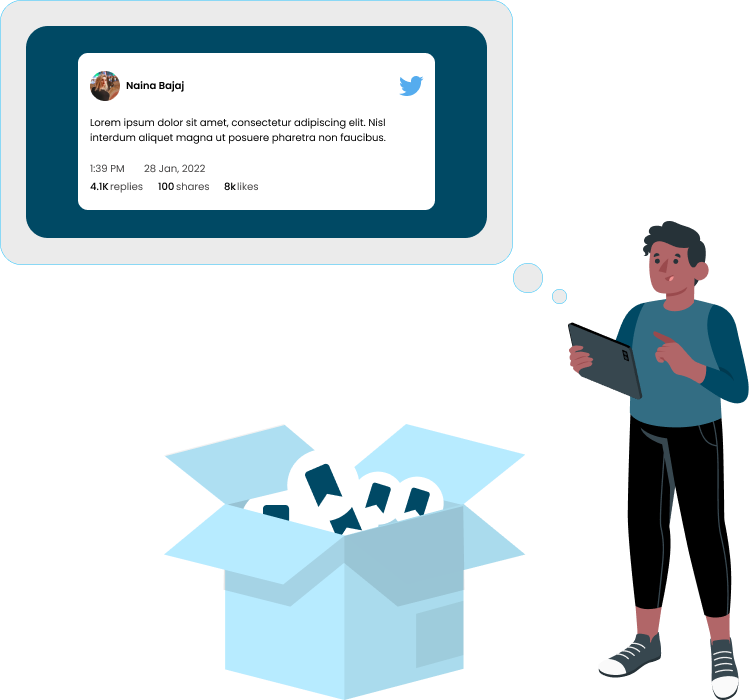 Naina Bajaj
Lorem ipsum dolor sit amet, consectetur adipiscing elit. Nisl
interdum aliquet magna ut posuere pharetra non faucibus.
1:39 PM 28 Jan, 2022
4.1K replies 100 shares 8k likes